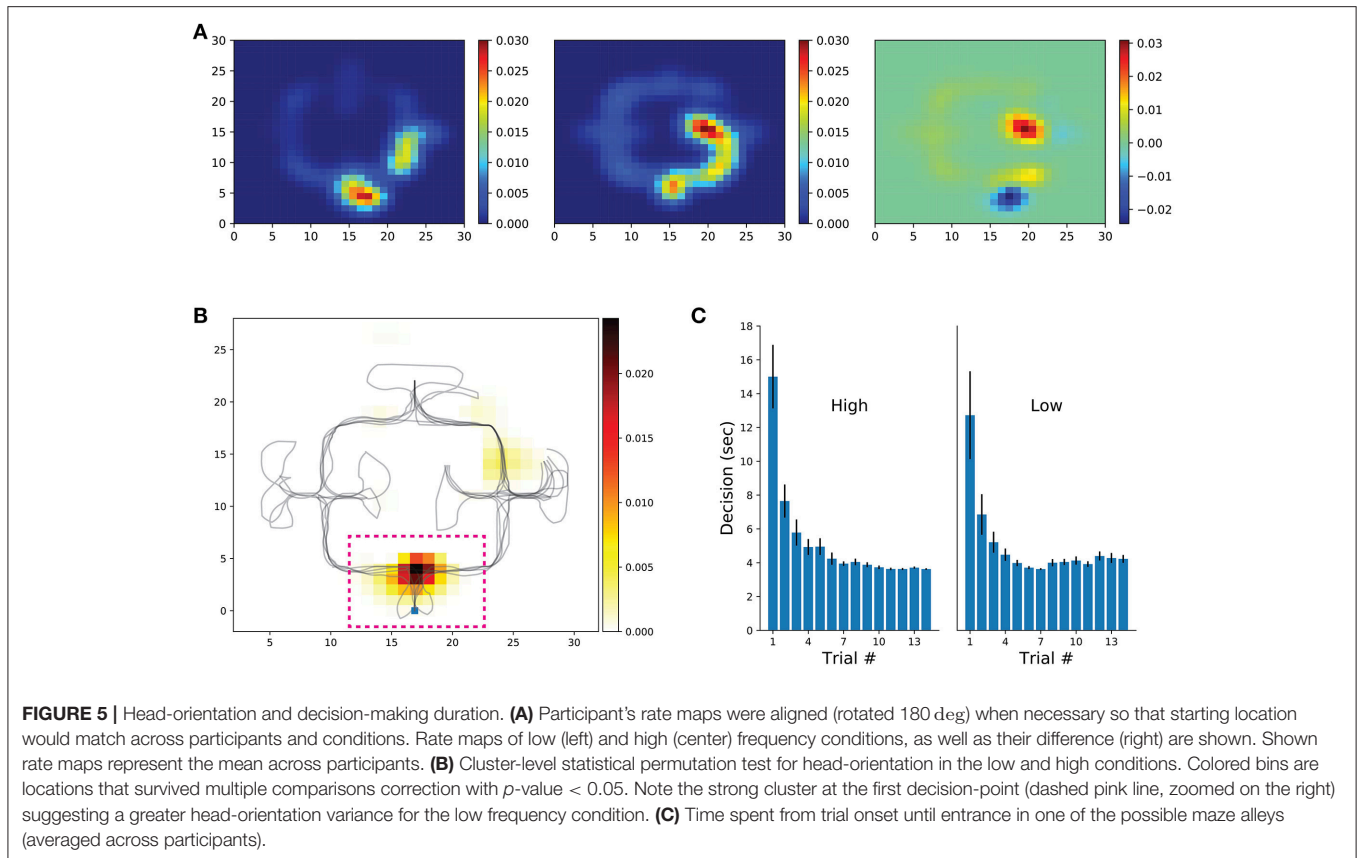 A
30
25
20
15
10
5
0
0 5 10 15 20 25 30
0.030
0.025
0.020
0.015
0.010
0.005
0.000
0 5 10 15 20 25 30
0.030
0.025
0.020
0.015
0.010
0.005
0.000
0 5 10 15 20 25 30
0.03
0.02
0.01
0.00
−0.01
−0.02
B
25
20
15
10
5
0
5 10 15 20 25 30
0.020
0.015
0.010
0.005
0.000
C
Decision (sec)
18
16
14
12
10
8
6
4
2
0
High
1 4 7 10 13
Trial #
Low
1 4 7 10 13
Trial #
FIGURE 5 | Head-orientation and decision-making duration. (A) Participant's rate maps were aligned (rotated 180 deg) when necessary so that starting location
would match across participants and conditions. Rate maps of low (left) and high (center) frequency conditions, as well as their difference (right) are shown. Shown
rate maps represent the mean across participants. (B) Cluster-level statistical permutation test for head-orientation in the low and high conditions. Colored bins are
locations that survived multiple comparisons correction with p-value < 0.05. Note the strong cluster at the first decision-point (dashed pink line, zoomed on the right)
suggesting a greater head-orientation variance for the low frequency condition. (C) Time spent from trial onset until entrance in one of the possible maze alleys
(averaged across participants).